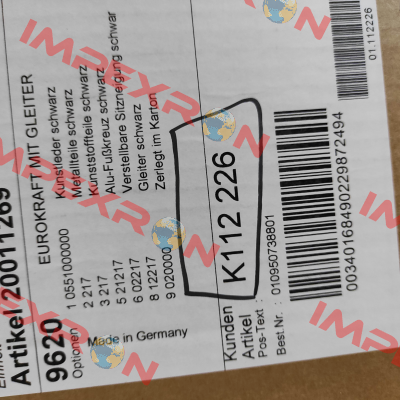 Einheit
Artikel 20011269
EUROKRAFT MIT GLEITER
9620
Optionen
1 0551000000 Kunstleder schwarz
2 217 Metallteile schwarz
3 217 Kunststoffteile schwarz
5 21217 Alu-Fußkreuz schwarz
6 02217 Verstellbare Sitzneigung schwar
8 12217 Gleiter schwarz
9 020000 Zerlegt im Karton
Made in Germany
Kunden
Artikel K112 226
Pos-Text :
Best.Nr. : 010950738801
00340168490229872494
01.112226
IMPEXRON